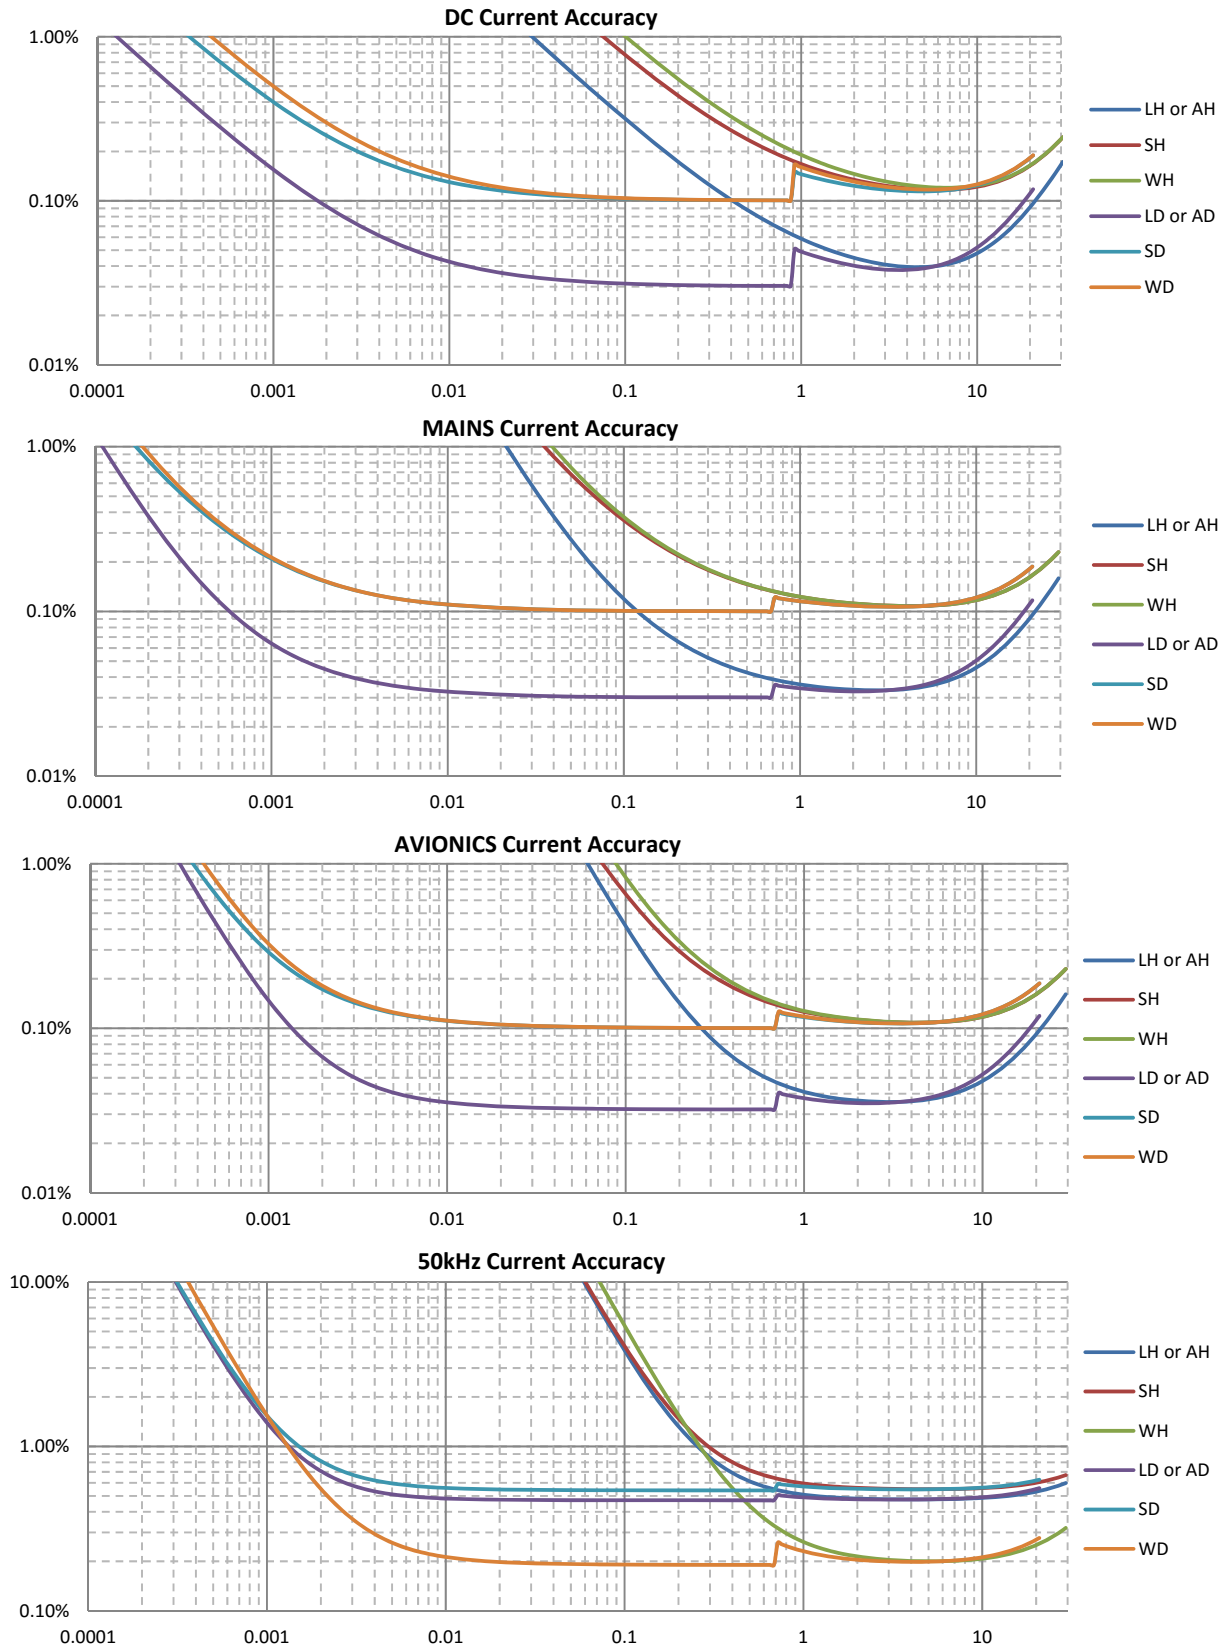 DC Current Accuracy
1.00%
0.10%
0.01%
0.0001 0.001 0.01 0.1 1 10
LH or AH
SH
WH
LD or AD
SD
WD
MAINS Current Accuracy
1.00%
0.10%
0.01%
0.0001 0.001 0.01 0.1 1 10
LH or AH
SH
WH
LD or AD
SD
WD
AVIONICS Current Accuracy
1.00%
0.10%
0.01%
0.0001 0.001 0.01 0.1 1 10
LH or AH
SH
WH
LD or AD
SD
WD
50kHz Current Accuracy
10.00%
1.00%
0.10%
0.0001 0.001 0.01 0.1 1 10
LH or AH
SH
WH
LD or AD
SD
WD